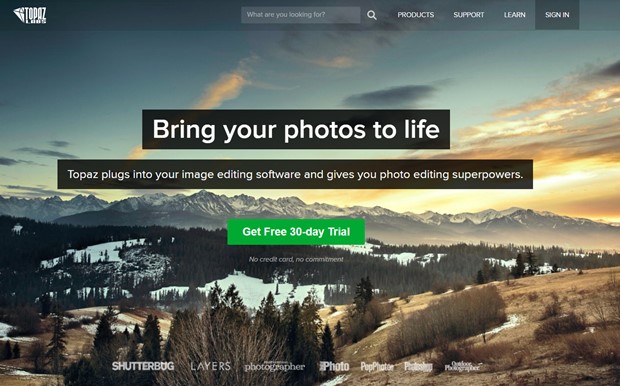 TOPAZ
LABS
What are you looking for?
PRODUCTS
SUPPORT
LEARN
SIGN IN
Bring your photos to life
Topaz plugs into your image editing software and gives you photo editing superpowers.
Get Free 30-day Trial
No credit card, no commitment
SHUTTERBUG
LAYERS
photographer
Photo
PopPhoto
Outdoor
Photographer